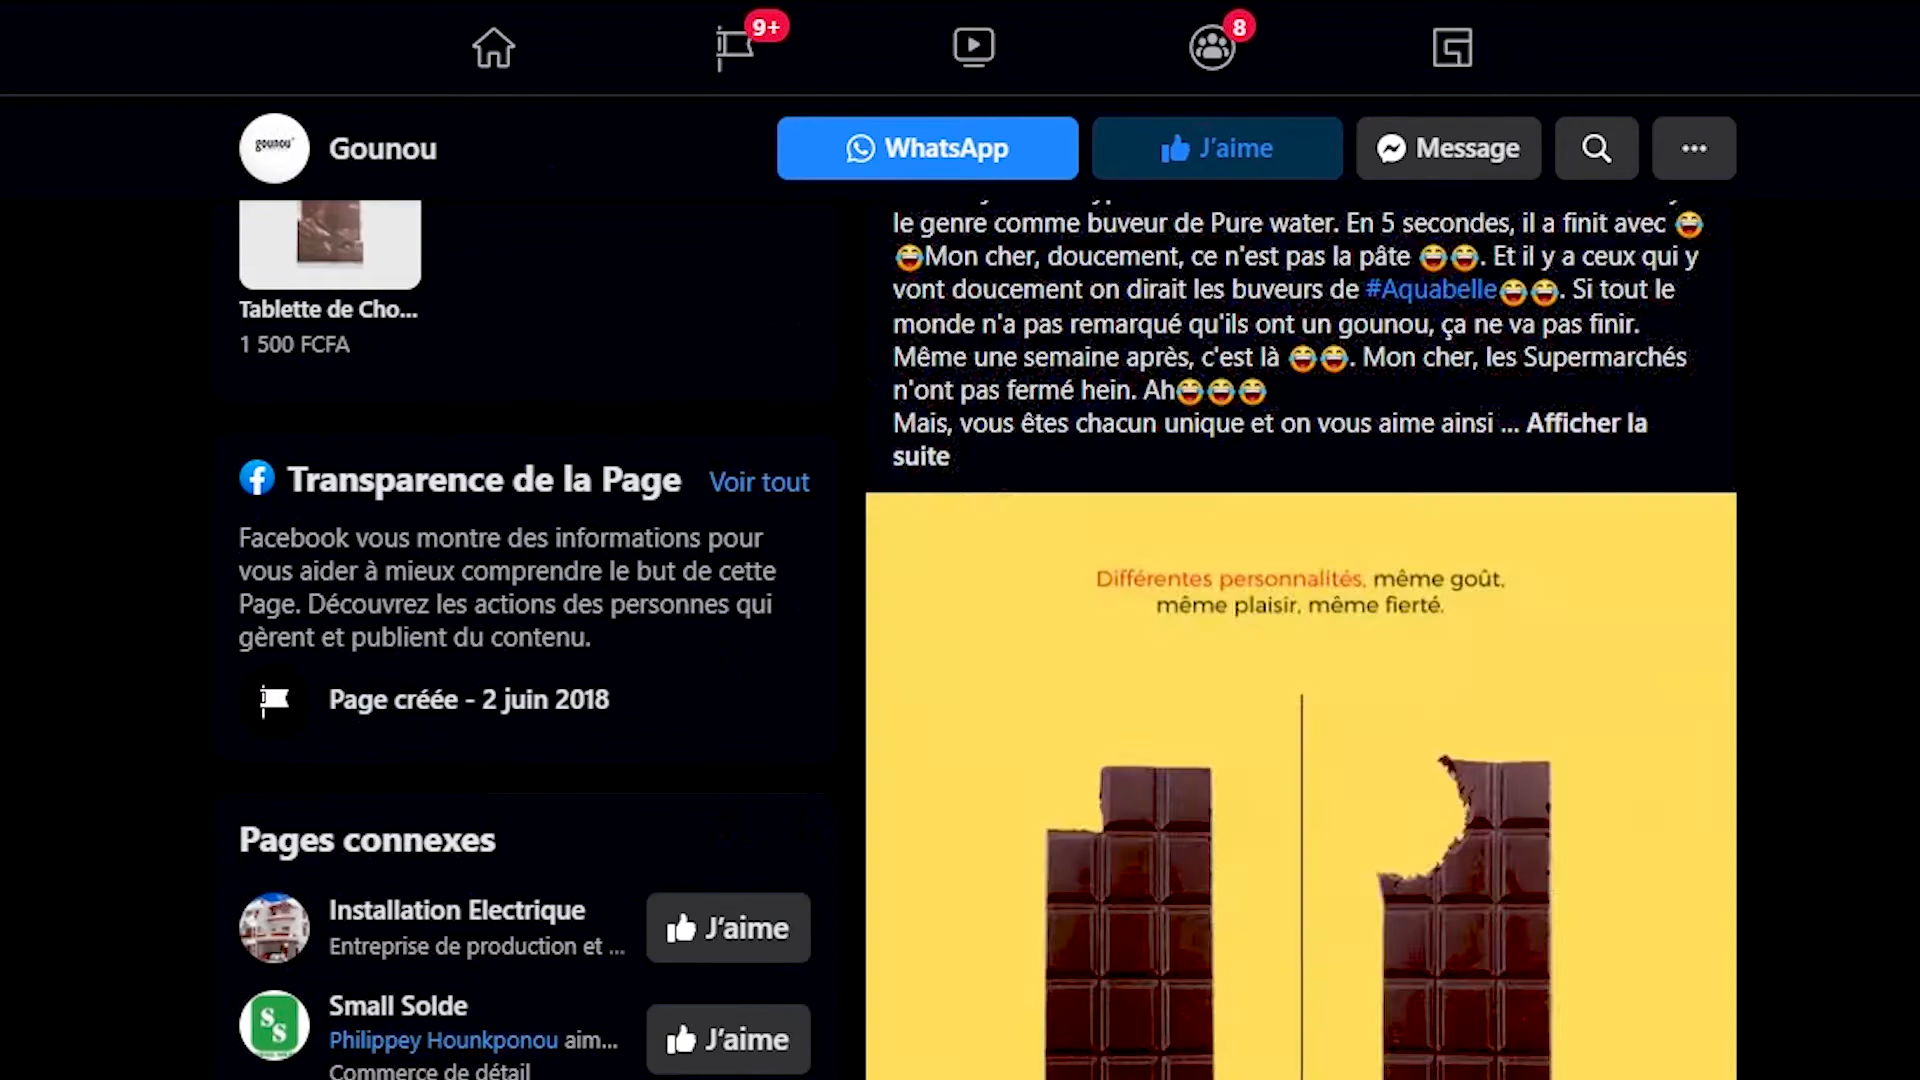 9+
8
gounou
Gounou
WhatsApp
J'aime
Message
Tablette de Cho...
1 500 FCFA
Transparence de la Page
Voir tout
Facebook vous montre des informations pour
vous aider à mieux comprendre le but de cette
Page. Découvrez les actions des personnes qui
gèrent et publient du contenu.
Page créée - 2 juin 2018
Pages connexes
Installation Electrique
Entreprise de production et ...
J'aime
Small Solde
Philippey Hounkponou aim...
Commerce de détail
J'aime
SS
le genre comme buveur de Pure water. En 5 secondes, il a finit avec 😂
😂Mon cher, doucement, ce n'est pas la pâte 😂😂. Et il y a ceux qui y
vont doucement on dirait les buveurs de #Aquabelle😂😂. Si tout le
monde n'a pas remarqué qu'ils ont un gounou, ça ne va pas finir.
Même une semaine après, c'est là 😂😂. Mon cher, les Supermarchés
n'ont pas fermé hein. Ah😂😂😂
Mais, vous êtes chacun unique et on vous aime ainsi ... Afficher la
suite
Différentes personnalités, même goût,
même plaisir, même fierté.